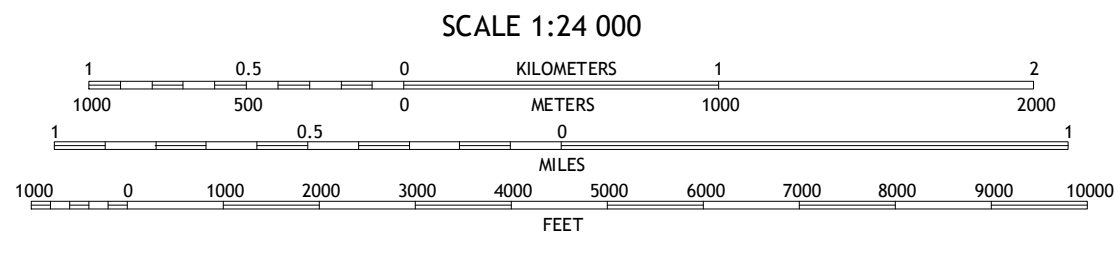 SCALE 1:24 000
1 0.5 0 KILOMETERS 1 2
1000 500 0 METERS 1000 2000
1 0.5 0 1
MILES
1000 0 1000 2000 3000 4000 5000 6000 7000 8000 9000 10000
FEET